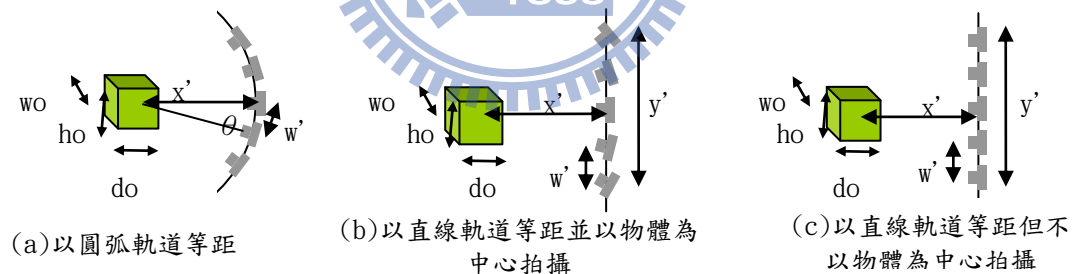 1896
x'
wo
ho
θ
w'
do
(a)以圓弧軌道等距
x'
wo
ho
y'
w'
do
(b)以直線軌道等距並以物體為
中心拍攝
x'
wo
ho
y'
w'
do
(c)以直線軌道等距但不
以物體為中心拍攝